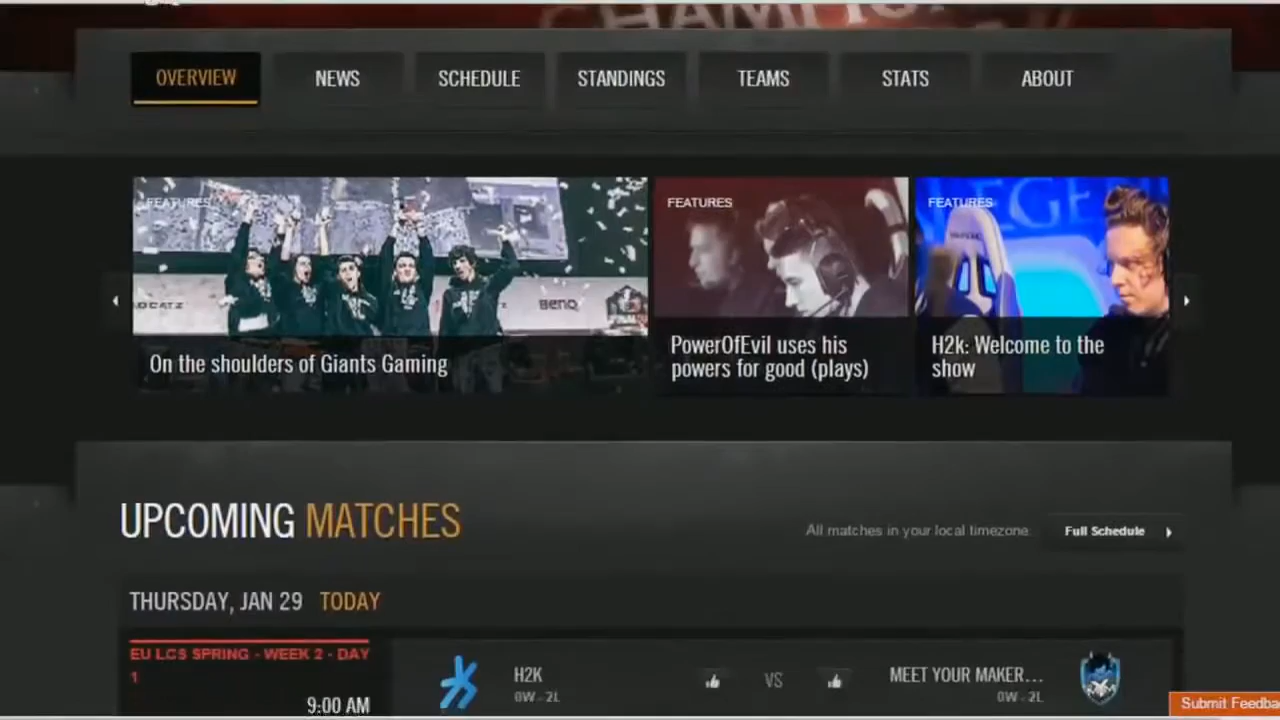 OVERVIEW
NEWS
SCHEDULE
STANDINGS
TEAMS
STATS
ABOUT
FEATURES
FEATURES
FEATURES
BENQ
On the shoulders of Giants Gaming
PowerOfEvil uses his
powers for good (plays)
H2k: Welcome to the
show
UPCOMING MATCHES
All matches in your local timezone.
Full Schedule
THURSDAY, JAN 29 TODAY
EU LCS SPRING - WEEK 2 - DAY
1
9:00 AM
H2K
0W - 2L
VS
MEET YOUR MAKER...
0W - 2L
Submit Feedba